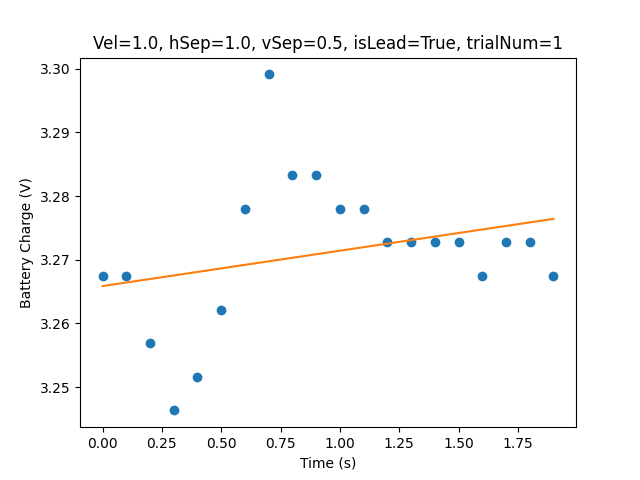 Vel=1.0, hSep=1.0, vSep=0.5, isLead=True, trialNum=1
3.30
3.29
3.28
3.27
3.26
3.25
Battery Charge (V)
0.00 0.25 0.50 0.75 1.00 1.25 1.50 1.75
Time (s)